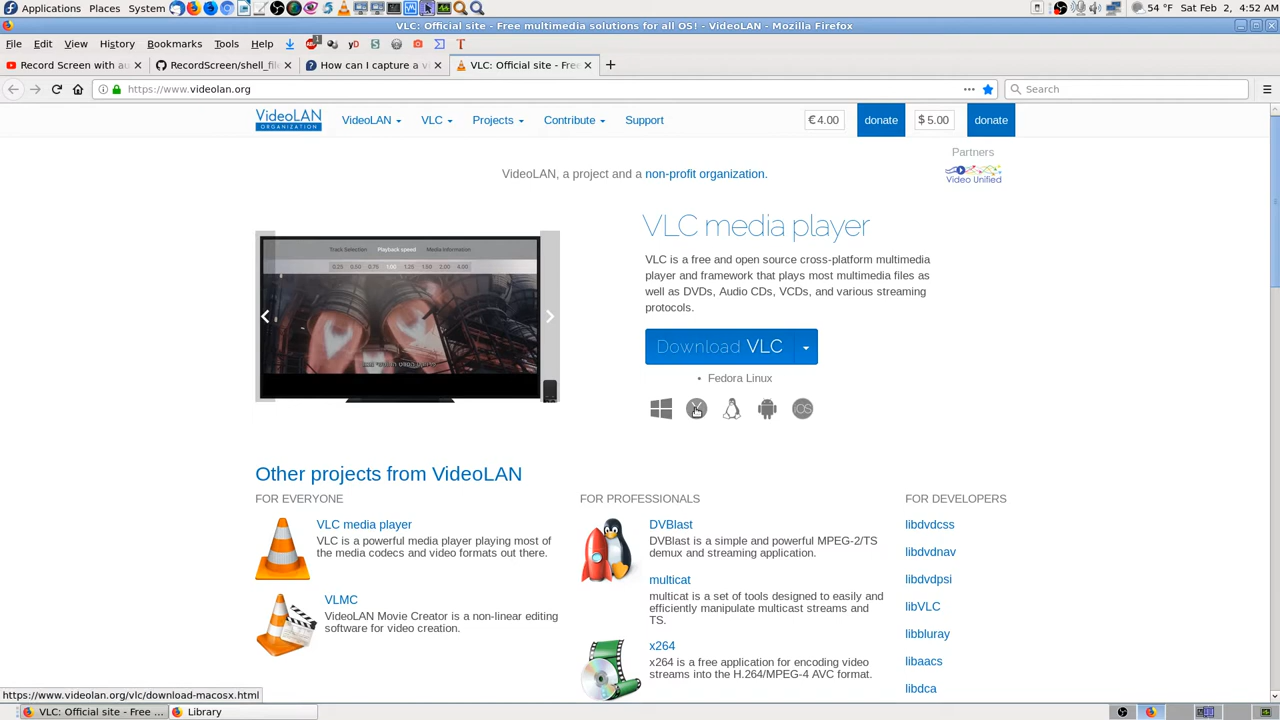 Applications Places System
54 °F Sat Feb 2, 4:52 AM
VLC: Official site - Free multimedia solutions for all OS! - VideoLAN - Mozilla Firefox
File Edit View History Bookmarks Tools Help
Record Screen with au
RecordScreen/shell_file
How can I capture a v
VLC: Official site - Fre
https://www.videolan.org
Search
VideoLAN
ORGANIZATION
VideoLAN VLC Projects Contribute Support
€ 4.00 donate $ 5.00 donate
Partners
Video Unified
VideoLAN, a project and a non-profit organization.
VLC media player
VLC is a free and open source cross-platform multimedia
player and framework that plays most multimedia files as
well as DVDs, Audio CDs, VCDs, and various streaming
protocols.
Track Selection Playback speed Media Information
Download VLC
• Fedora Linux
iOS
Other projects from VideoLAN
FOR EVERYONE
VLC media player
VLC is a powerful media player playing most of
the media codecs and video formats out there.
VLMC
VideoLAN Movie Creator is a non-linear editing
software for video creation.
FOR PROFESSIONALS
DVBlast
DVBlast is a simple and powerful MPEG-2/TS
demux and streaming application.
multicat
multicat is a set of tools designed to easily and
efficiently manipulate multicast streams and
TS.
x264
x264 is a free application for encoding video
streams into the H.264/MPEG-4 AVC format.
FOR DEVELOPERS
libdvdcss
libdvdnav
libdvdpsi
libVLC
libbluray
libaacs
libdca
https://www.videolan.org/vlc/download-macosx.html
VLC: Official site - Free ...
Library